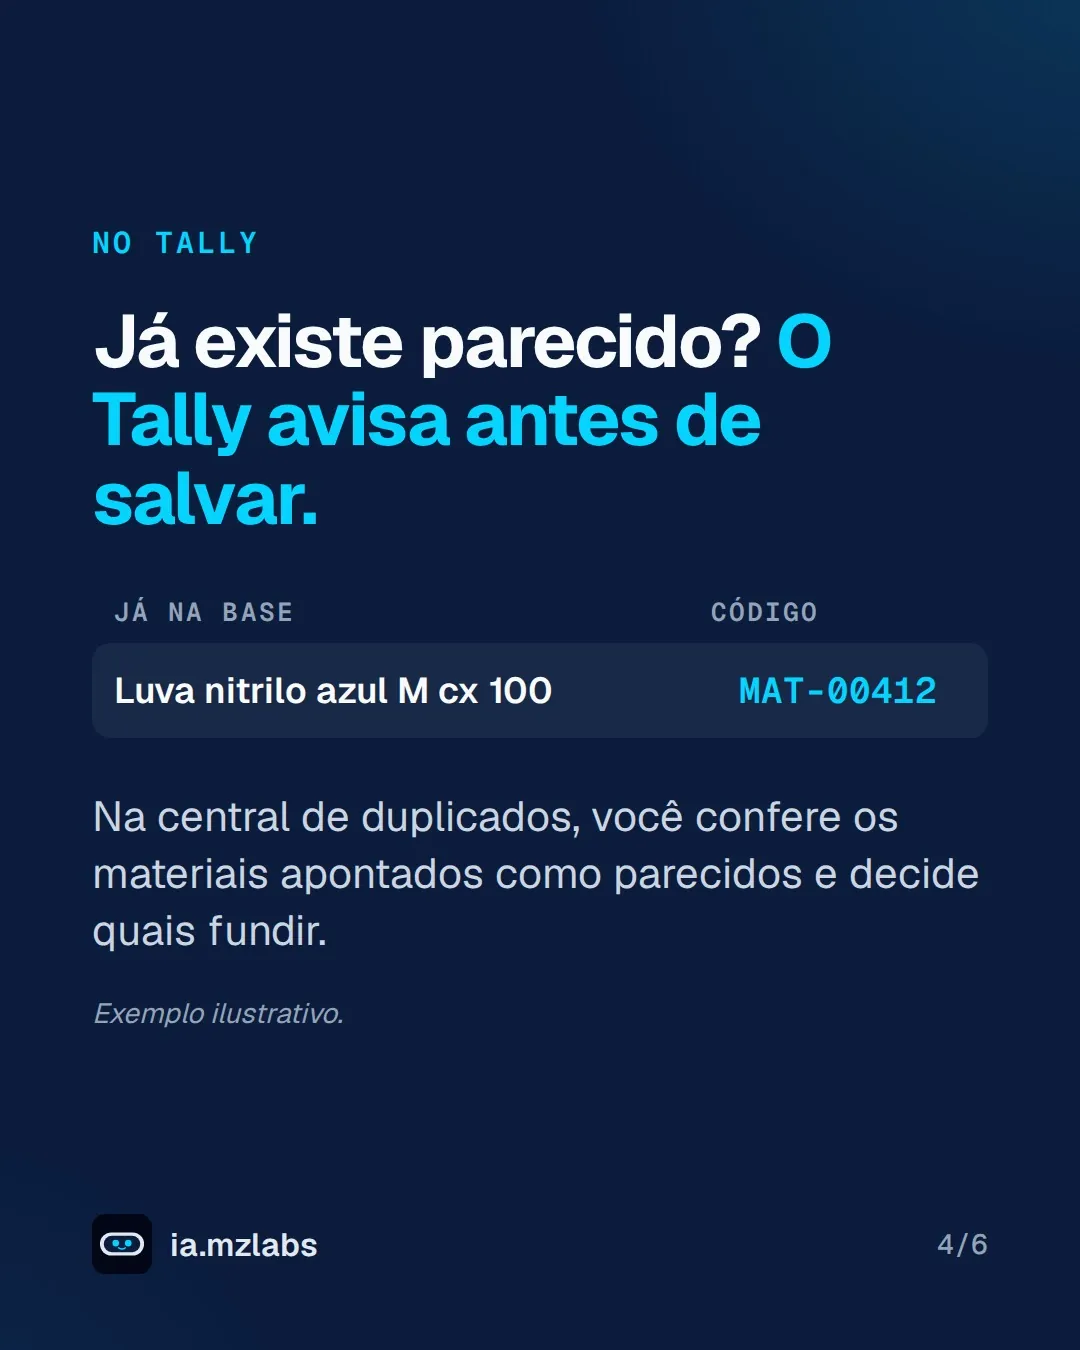 NO TALLY
Já existe parecido? O
Tally avisa antes de
salvar.
JÁ NA BASE CÓDIGO
Luva nitrilo azul M cx 100 MAT-00412
Na central de duplicados, você confere os
materiais apontados como parecidos e decide
quais fundir.
Exemplo ilustrativo.
ia.mzlabs 4/6